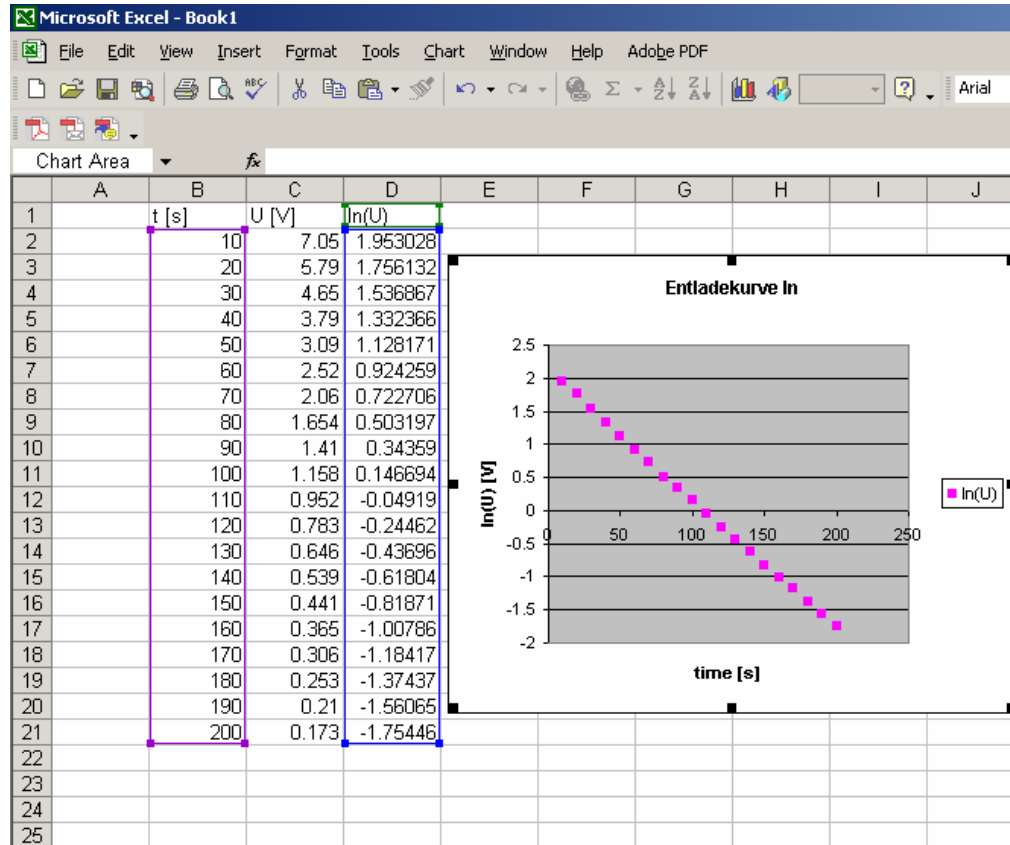 Microsoft Excel - Book1
File Edit View Insert Format Tools Chart Window Help Adobe PDF
Arial
Chart Area fx
A B C D E F G H I J
1 t [s] U [V] ln(U)
2 10 7.05 1.953028
3 20 5.79 1.756132
4 30 4.65 1.536867
5 40 3.79 1.332366
6 50 3.09 1.128171
7 60 2.52 0.924259
8 70 2.06 0.722706
9 80 1.654 0.503197
10 90 1.41 0.34359
11 100 1.158 0.146694
12 110 0.952 -0.04919
13 120 0.783 -0.24462
14 130 0.646 -0.43696
15 140 0.539 -0.61804
16 150 0.441 -0.81871
17 160 0.365 -1.00786
18 170 0.306 -1.18417
19 180 0.253 -1.37437
20 190 0.21 -1.56065
21 200 0.173 -1.75446
22
23
24
25
Entladekurve ln
2.5
2
1.5
1
0.5
0
-0.5
-1
-1.5
-2
0 50 100 150 200 250
ln(U) [V]
time [s]
ln(U)